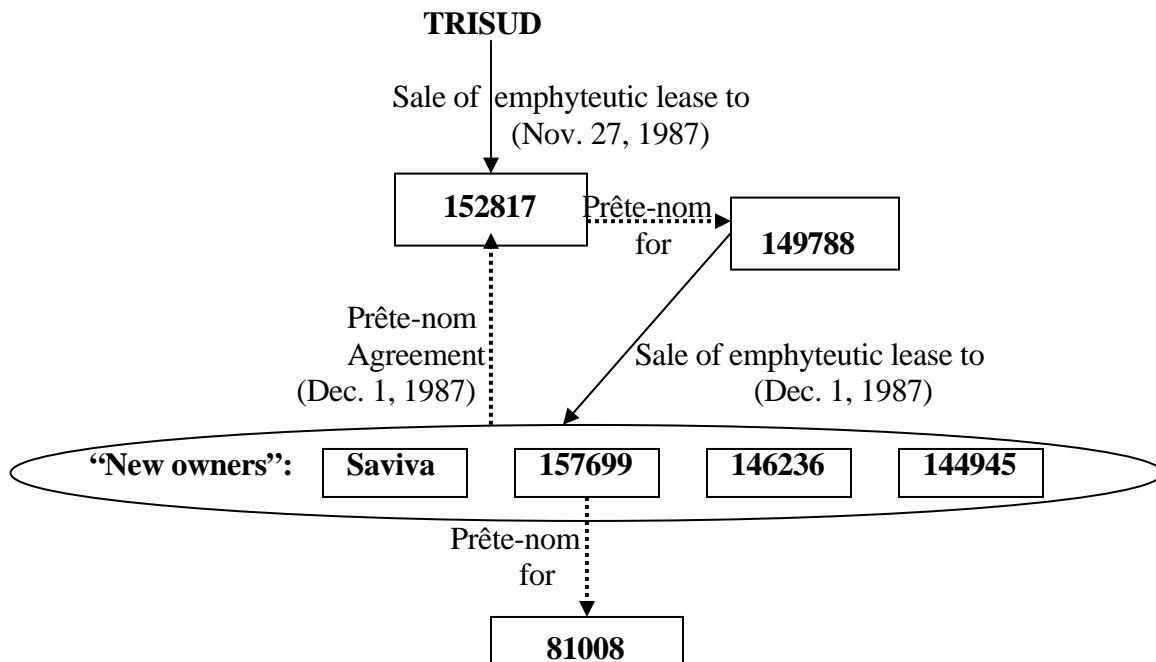 TRISUD
Sale of emphyteutic lease to
(Nov. 27, 1987)
152817
Prête-nom
for
149788
Prête-nom
Agreement
(Dec. 1, 1987)
Sale of emphyteutic lease to
(Dec. 1, 1987)
“New owners”: Saviva 157699 146236 144945
Prête-nom
for
81008